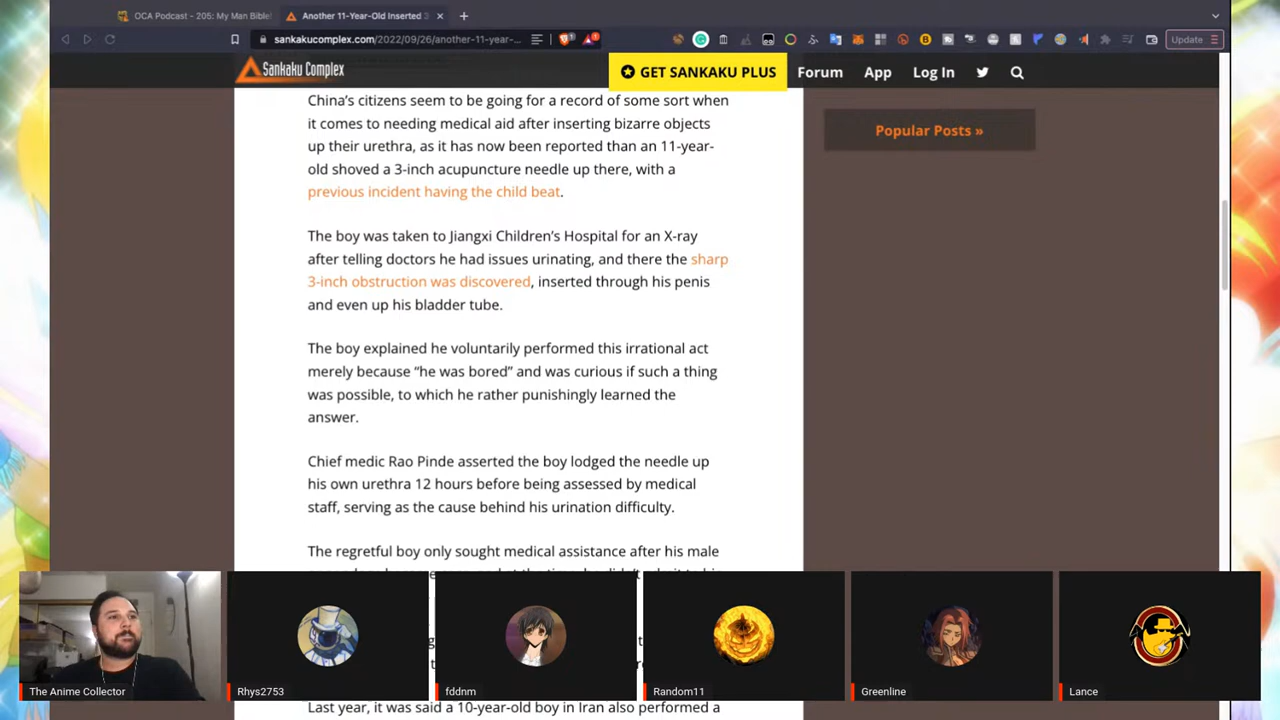 OCA Podcast - 205: My Man Bible!
Another 11-Year-Old Inserted 3
sankakucomplex.com/2022/09/26/another-11-year-...
Update
Sankaku Complex
GET SANKAKU PLUS
Forum
App
Log In
China's citizens seem to be going for a record of some sort when
it comes to needing medical aid after inserting bizarre objects
up their urethra, as it has now been reported than an 11-year-
old shoved a 3-inch acupuncture needle up there, with a
previous incident having the child beat.
Popular Posts »
The boy was taken to Jiangxi Children's Hospital for an X-ray
after telling doctors he had issues urinating, and there the sharp
3-inch obstruction was discovered, inserted through his penis
and even up his bladder tube.
The boy explained he voluntarily performed this irrational act
merely because “he was bored” and was curious if such a thing
was possible, to which he rather punishingly learned the
answer.
Chief medic Rao Pinde asserted the boy lodged the needle up
his own urethra 12 hours before being assessed by medical
staff, serving as the cause behind his urination difficulty.
The regretful boy only sought medical assistance after his male
The Anime Collector
Rhys2753
fddnm
Random11
Greenline
Lance
Last year, it was said a 10-year-old boy in Iran also performed a